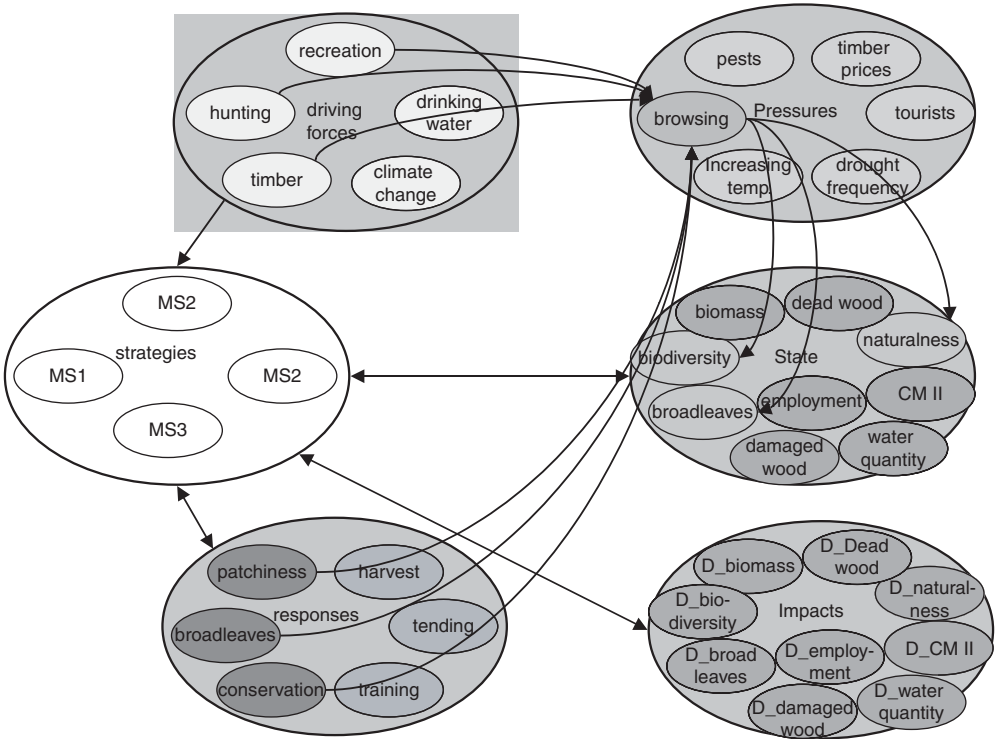 recreation
hunting
driving
forces
drinking
water
timber
climate
change
pests
timber
prices
browsing
Pressures
tourists
Increasing
temp.
drought
frequency
MS2
strategies
MS1
MS2
MS3
biomass
dead wood
naturalness
biodiversity
State
broadleaves
employment
CM II
damaged
wood
water
quantity
patchiness
harvest
responses
broadleaves
tending
conservation
training
D_biomass
D_Dead
wood
D_natural-
ness
D_bio-
diversity
Impacts
D_broad
leaves
D_employ-
ment
D_CM II
D_damaged
wood
D_water
quantity